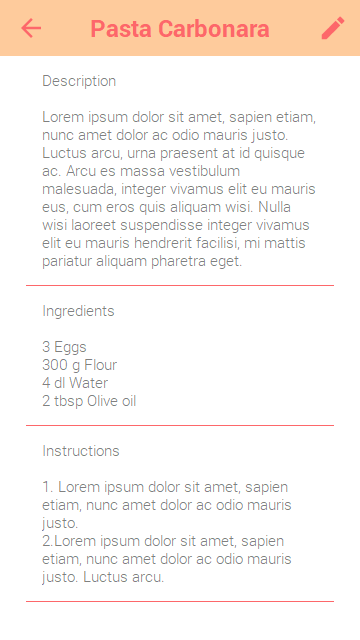 Pasta Carbonara
Description
Lorem ipsum dolor sit amet, sapien etiam,
nunc amet dolor ac odio mauris justo.
Luctus arcu, urna praesent at id quisque
ac. Arcu es massa vestibulum
malesuada, integer vivamus elit eu mauris
eus, cum eros quis aliquam wisi. Nulla
wisi laoreet suspendisse integer vivamus
elit eu mauris hendrerit facilisi, mi mattis
pariatur aliquam pharetra eget.
Ingredients
3 Eggs
300 g Flour
4 dl Water
2 tbsp Olive oil
Instructions
1. Lorem ipsum dolor sit amet, sapien
etiam, nunc amet dolor ac odio mauris
justo.
2.Lorem ipsum dolor sit amet, sapien
etiam, nunc amet dolor ac odio mauris
justo. Luctus arcu.